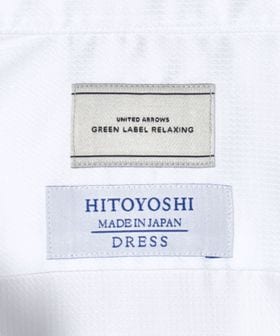 UNITED ARROWS
GREEN LABEL RELAXING
HITOYOSHI
MADE IN JAPAN
DRESS